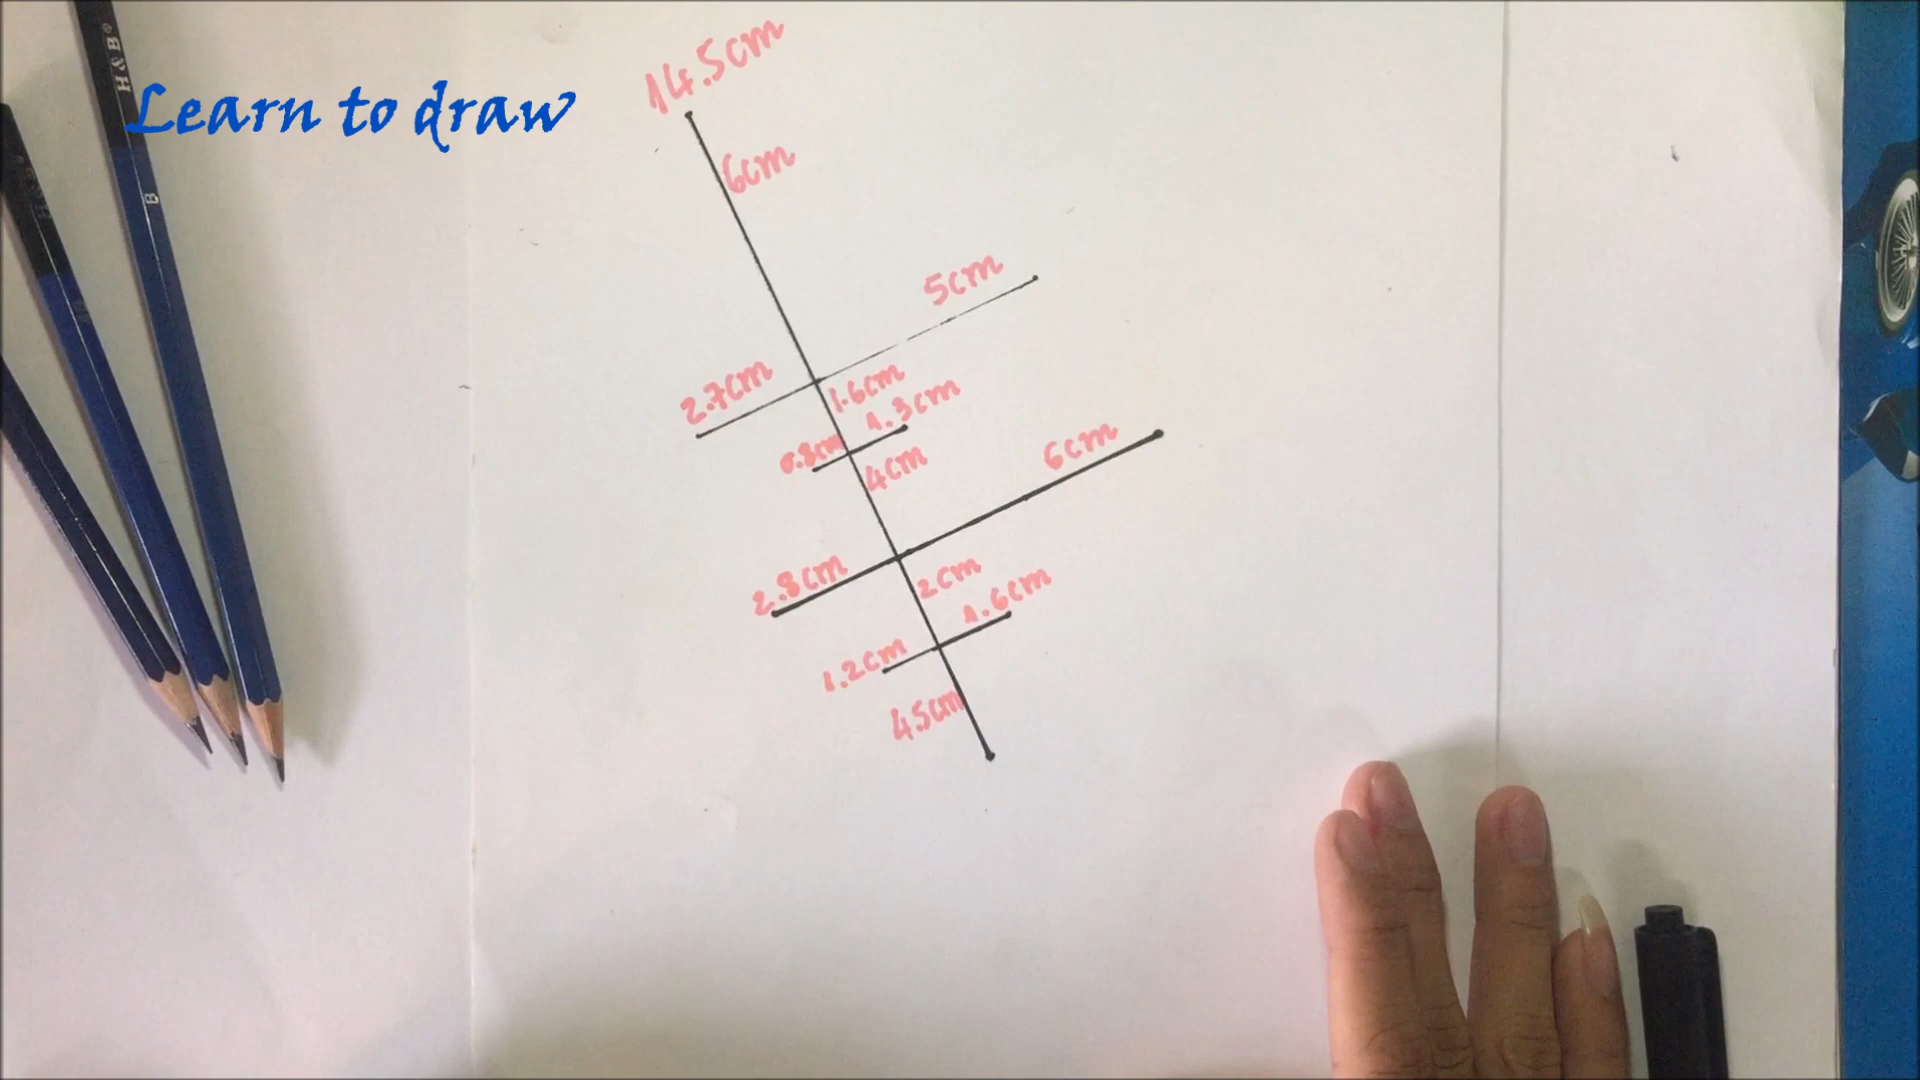 H&B
Learn to draw
B
14.5cm
6cm
5cm
2.7cm
1.6cm
1.3cm
0.8cm
4cm
6cm
2.8cm
2cm
1.6cm
1.2cm
4.5cm